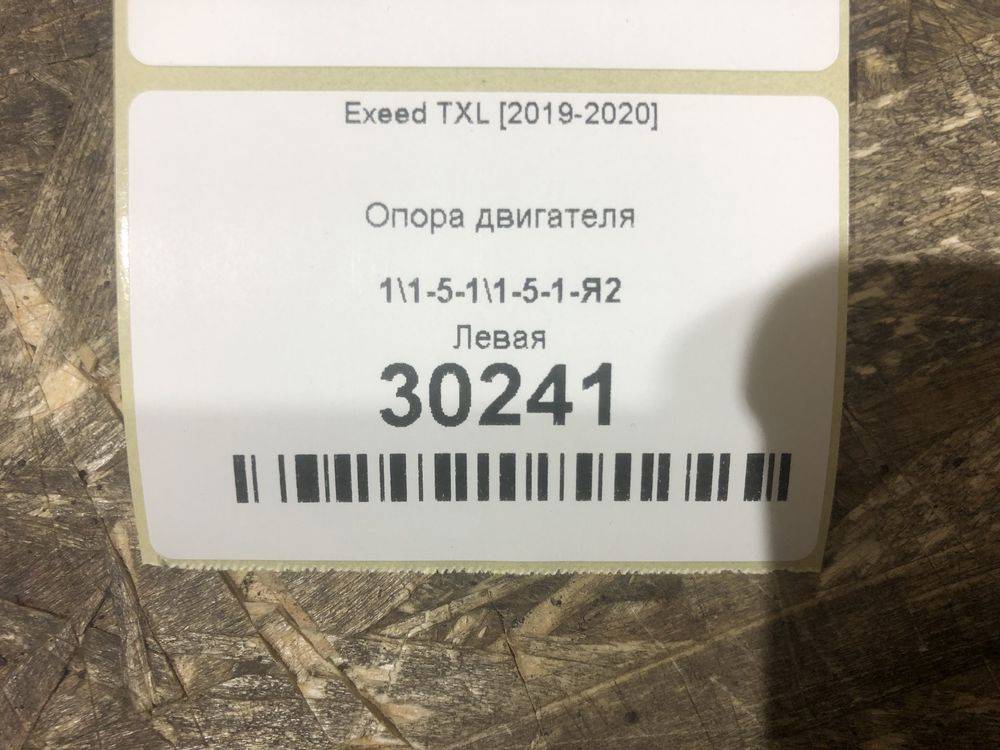 Exeed TXL [2019-2020]
Опора двигателя
1\1-5-1\1-5-1-Я2
Левая
30241